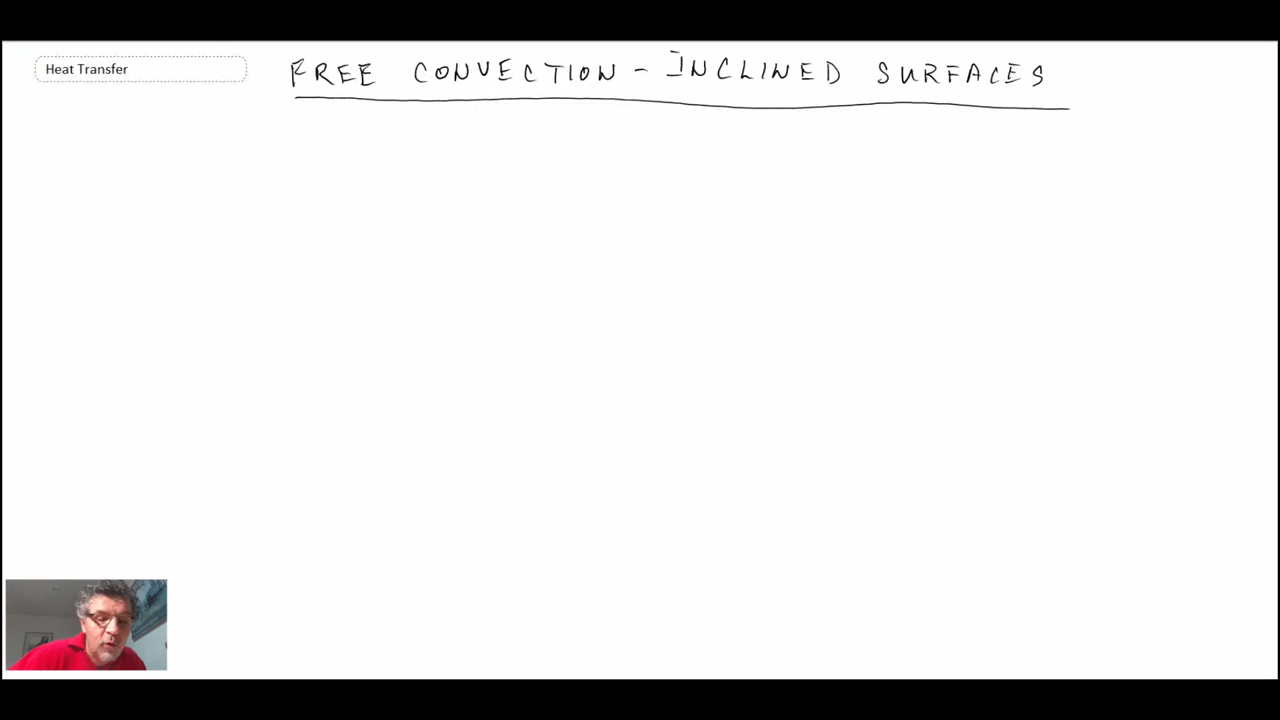 Heat Transfer
FREE CONVECTION - INCLINED SURFACES